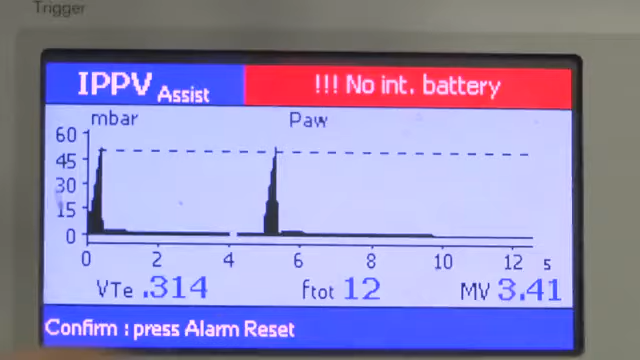 Trigger
IPPV Assist
!!! No int. battery
mbar Paw
60
45
30
15
0
0 2 4 6 8 10 12 s
VTe .314 ftot 12 MV 3.41
Confirm : press Alarm Reset